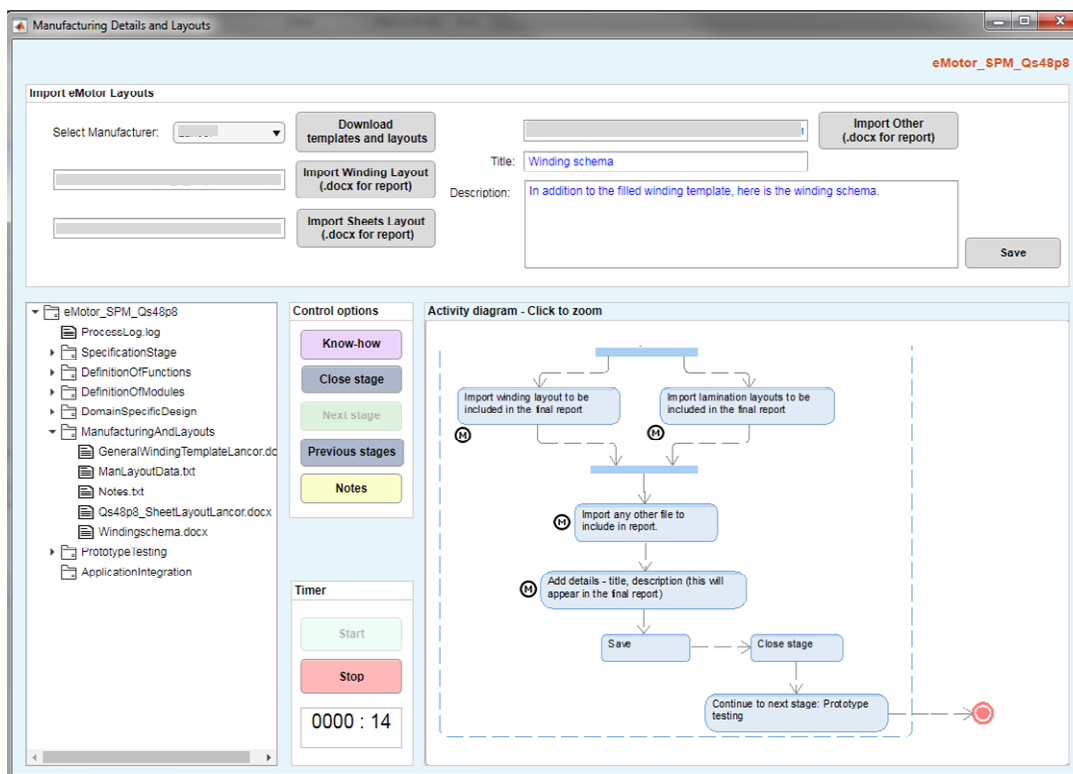 Manufacturing Details and Layouts
eMotor_SPM_Qs48p8
Import eMotor Layouts
Select Manufacturer:
Download
templates and layouts
Import Winding Layout
(.docx for report)
Import Sheets Layout
(.docx for report)
Import Other
(.docx for report)
Title:
Winding schema
Description:
In addition to the filled winding template, here is the winding schema.
Save
eMotor_SPM_Qs48p8
ProcessLog.log
SpecificationStage
DefinitionOfFunctions
DefinitionOfModules
DomainSpecificDesign
ManufacturingAndLayouts
GeneralWindingTemplateLancor.dc
ManLayoutData.txt
Notes.txt
Qs48p8_SheetLayoutLancor.docx
Windingschema.docx
PrototypeTesting
ApplicationIntegration
Control options
Know-how
Close stage
Next stage
Previous stages
Notes
Timer
Start
Stop
0000 : 14
Activity diagram - Click to zoom
Import winding layout to be
included in the final report
M
Import lamination layouts to be
included in the final report
M
Import any other file to
include in report.
M
Add details - title, description (this will
appear in the final report)
M
Save
Close stage
Continue to next stage: Prototype
testing